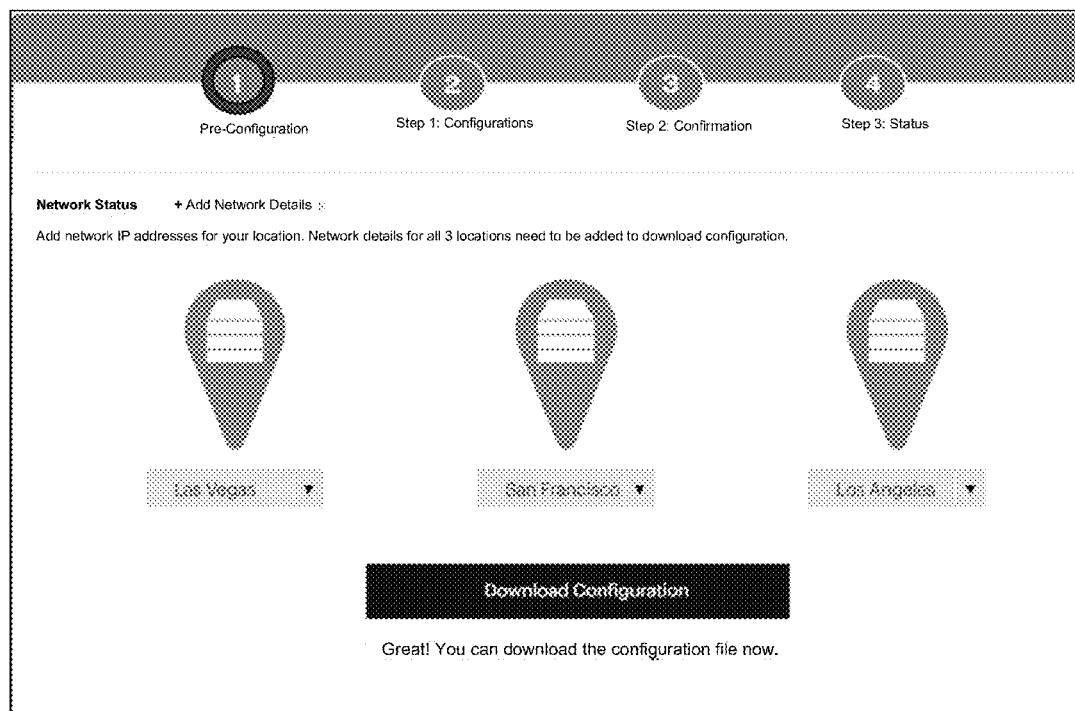 1 2 3 4
Pre-Configuration Step 1: Configurations Step 2: Confirmation Step 3: Status
Network Status + Add Network Details
Add network IP addresses for your location. Network details for all 3 locations need to be added to download configuration.
Las Vegas San Francisco Los Angeles
Download Configuration
Great! You can download the configuration file now.